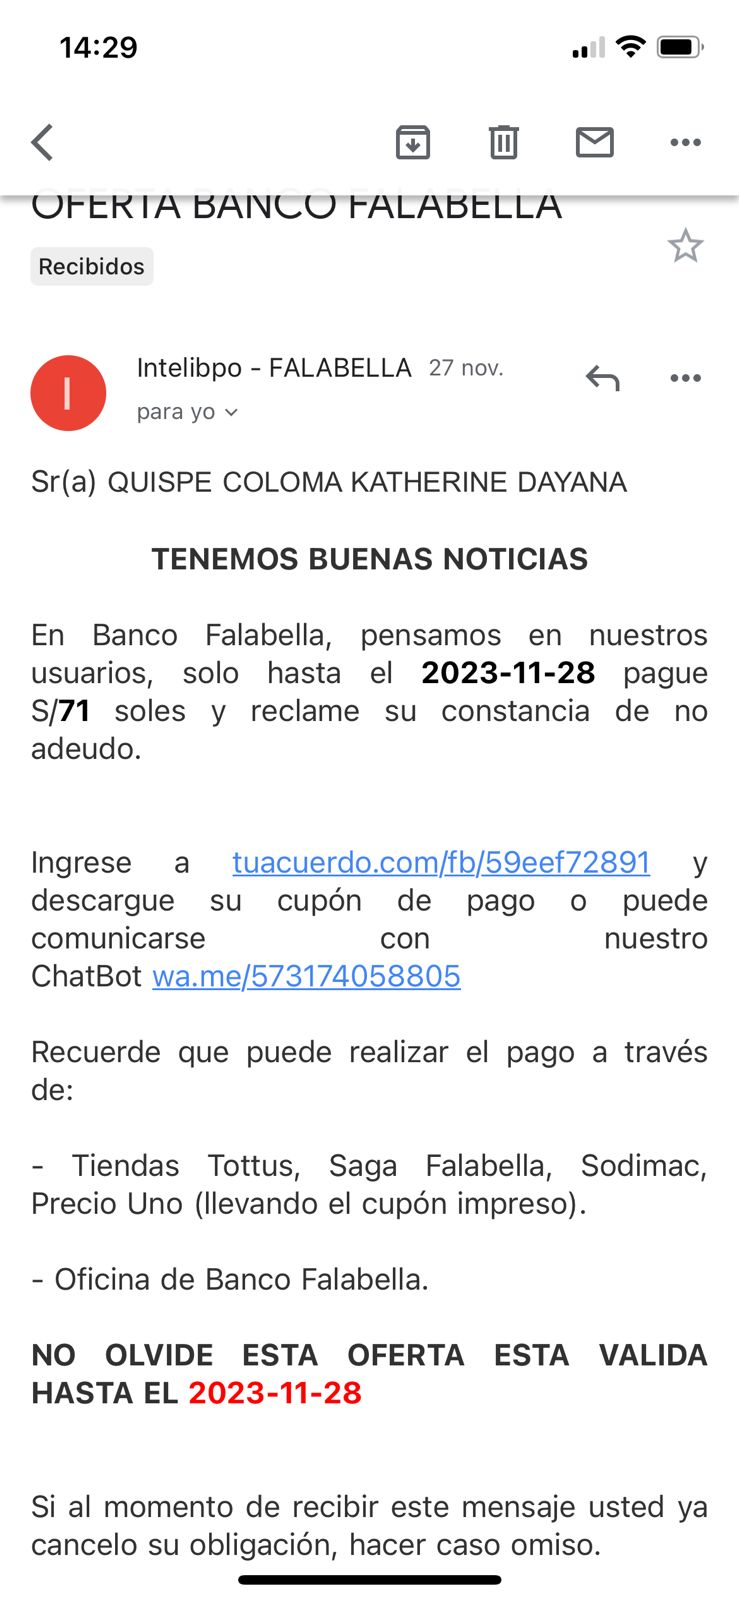 14:29
OFERTA BANCO FALABELLA
Recibidos
I
Intelibpo - FALABELLA 27 nov.
para yo
Sr(a) QUISPE COLOMA KATHERINE DAYANA
TENEMOS BUENAS NOTICIAS
En Banco Falabella, pensamos en nuestros
usuarios, solo hasta el 2023-11-28 pague
S/71 soles y reclame su constancia de no
adeudo.
Ingrese a tuacuerdo.com/fb/59eef72891 y
descargue su cupón de pago o puede
comunicarse con nuestro
ChatBot wa.me/573174058805
Recuerde que puede realizar el pago a través
de:
- Tiendas Tottus, Saga Falabella, Sodimac,
Precio Uno (llevando el cupón impreso).
- Oficina de Banco Falabella.
NO OLVIDE ESTA OFERTA ESTA VALIDA
HASTA EL 2023-11-28
Si al momento de recibir este mensaje usted ya
cancelo su obligación, hacer caso omiso.